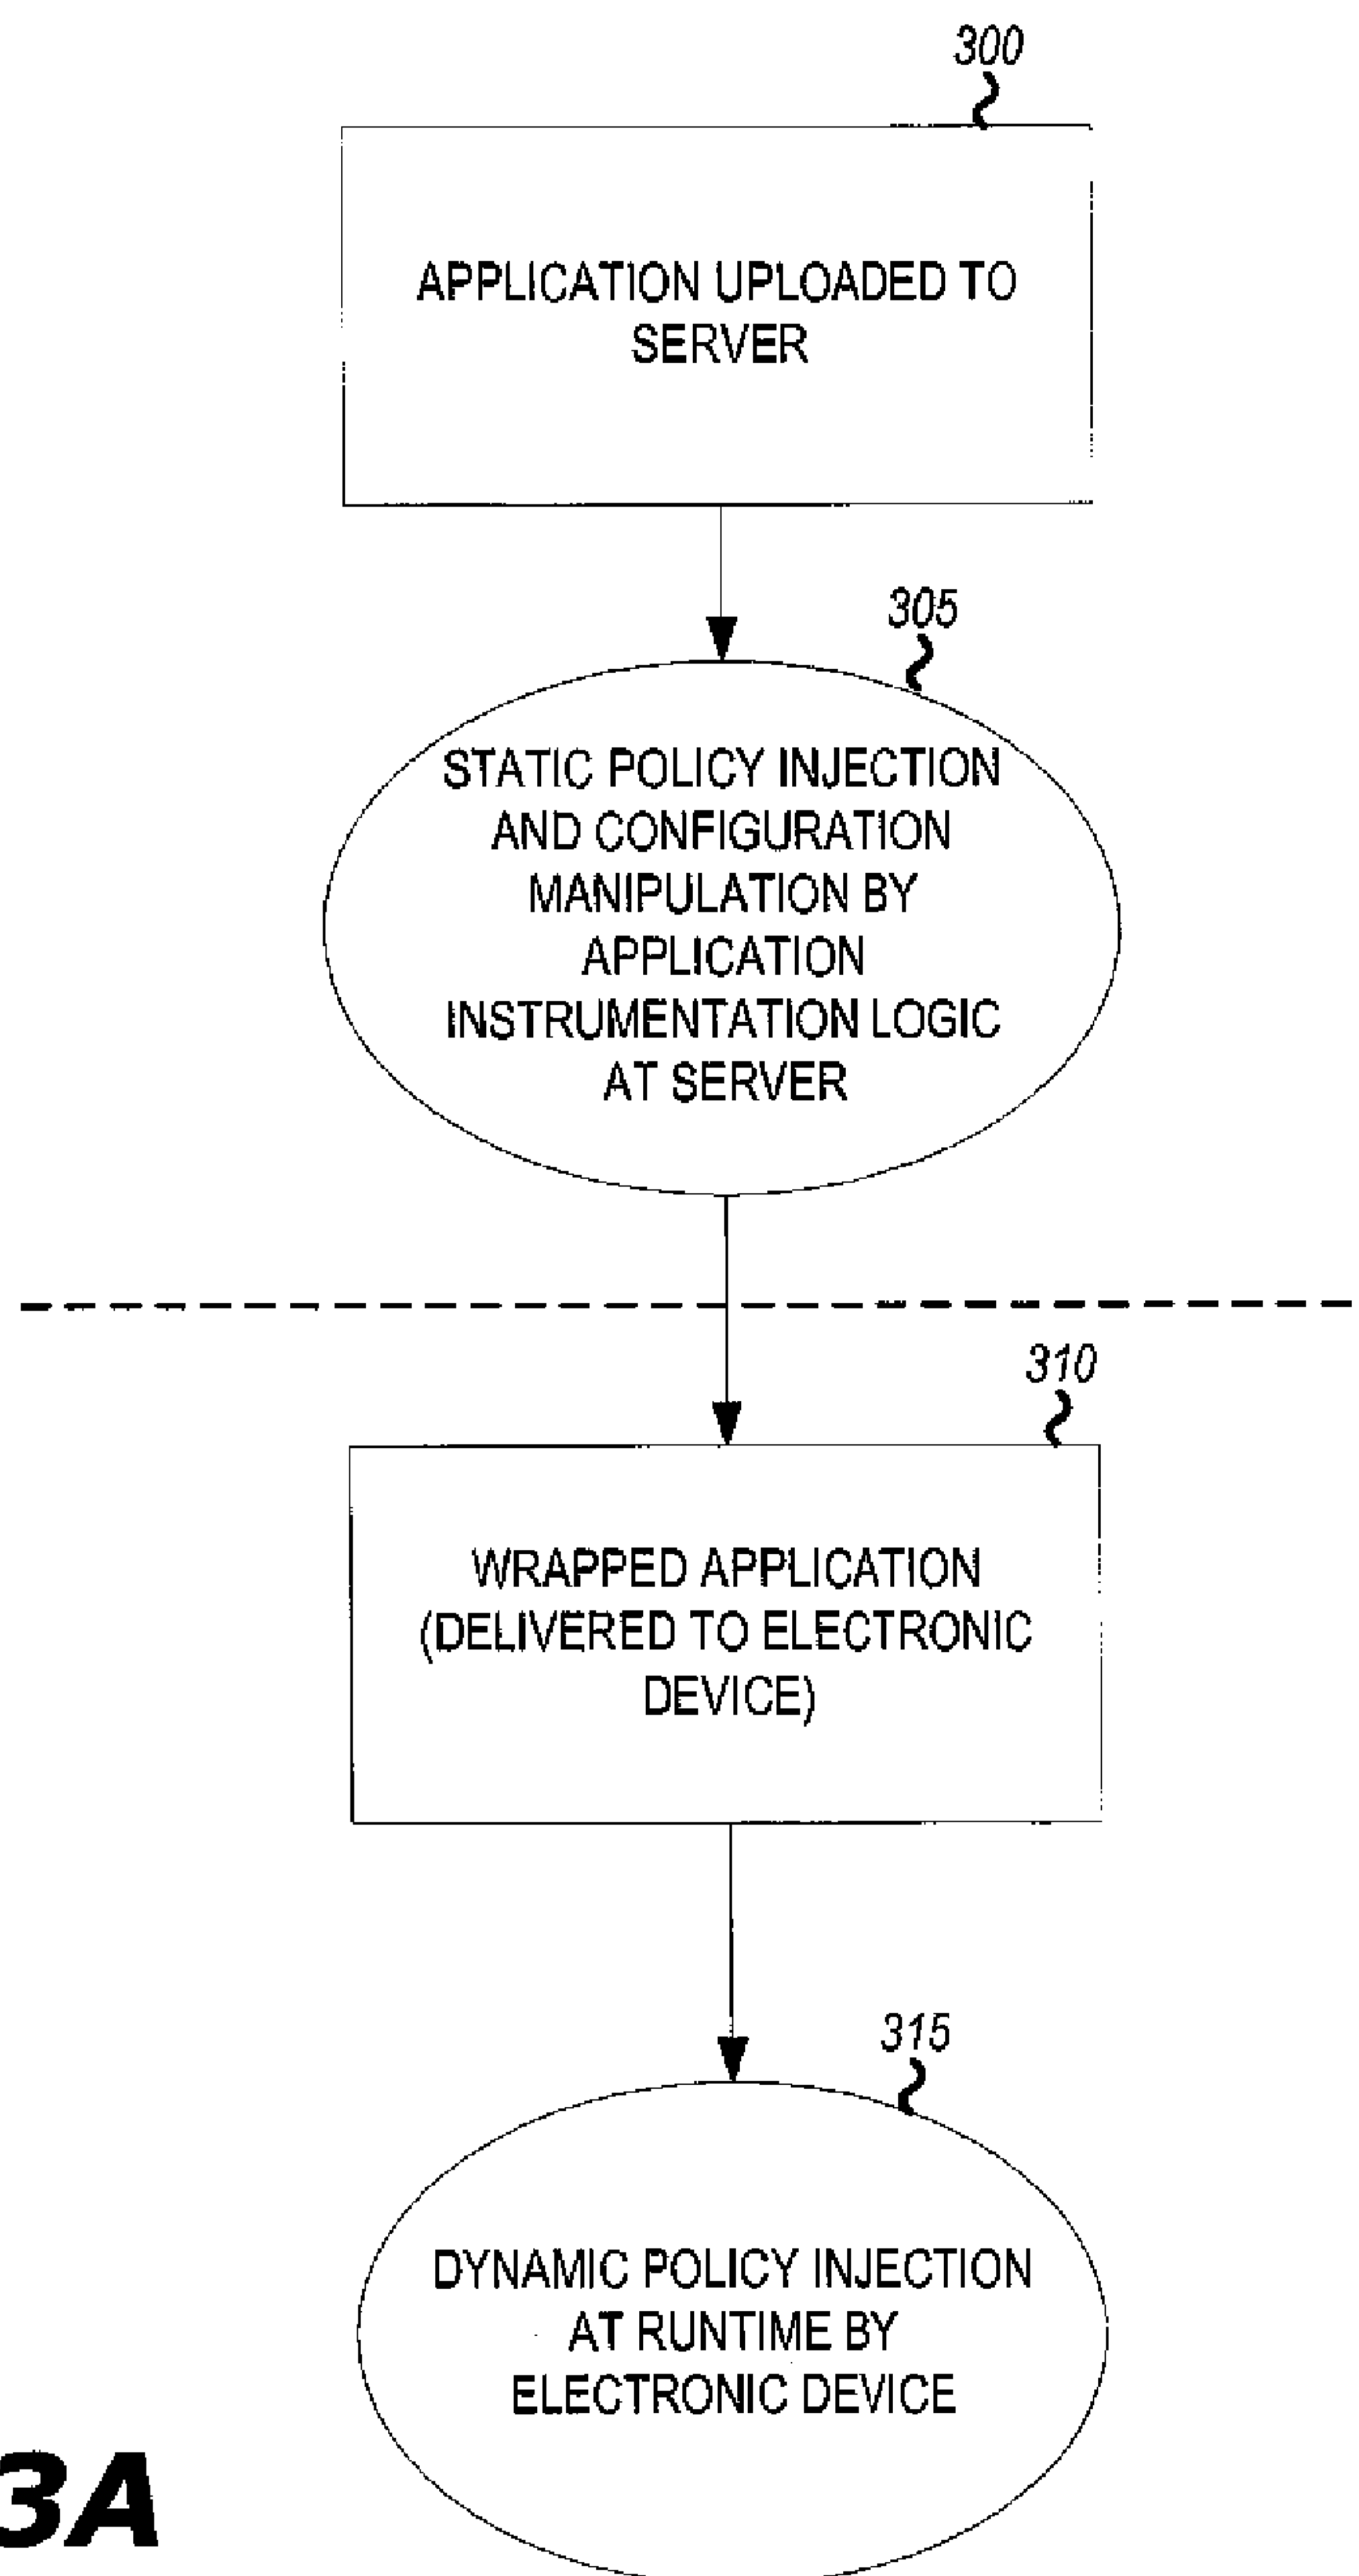 300
APPLICATION UPLOADED TO
SERVER
305
STATIC POLICY INJECTION
AND CONFIGURATION
MANIPULATION BY
APPLICATION
INSTRUMENTATION LOGIC
AT SERVER
310
WRAPPED APPLICATION
(DELIVERED TO ELECTRONIC
DEVICE)
315
DYNAMIC POLICY INJECTION
AT RUNTIME BY
ELECTRONIC DEVICE
3A